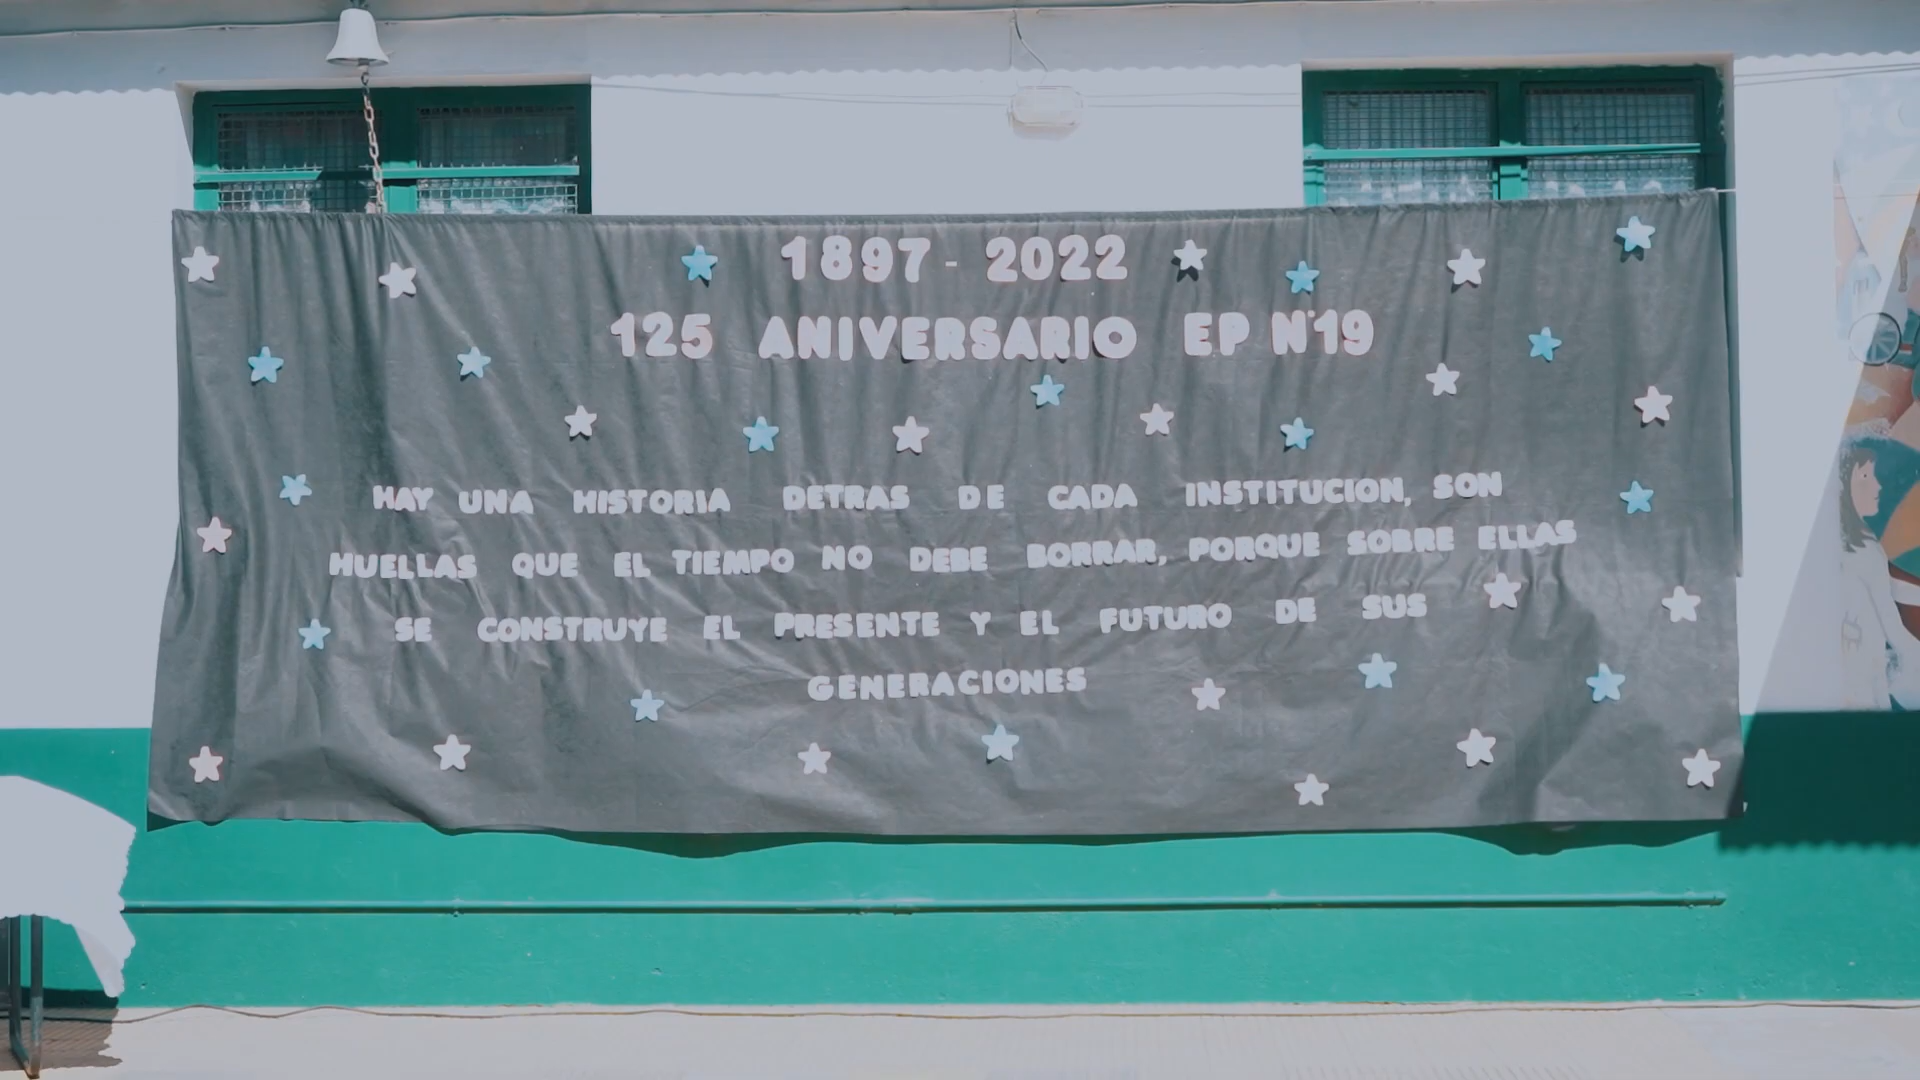 1897 - 2022
125 ANIVERSARIO EP N°19
HAY UNA HISTORIA DETRAS DE CADA INSTITUCION, SON
HUELLAS QUE EL TIEMPO NO DEBE BORRAR, PORQUE SOBRE ELLAS
SE CONSTRUYE EL PRESENTE Y EL FUTURO DE SUS
GENERACIONES